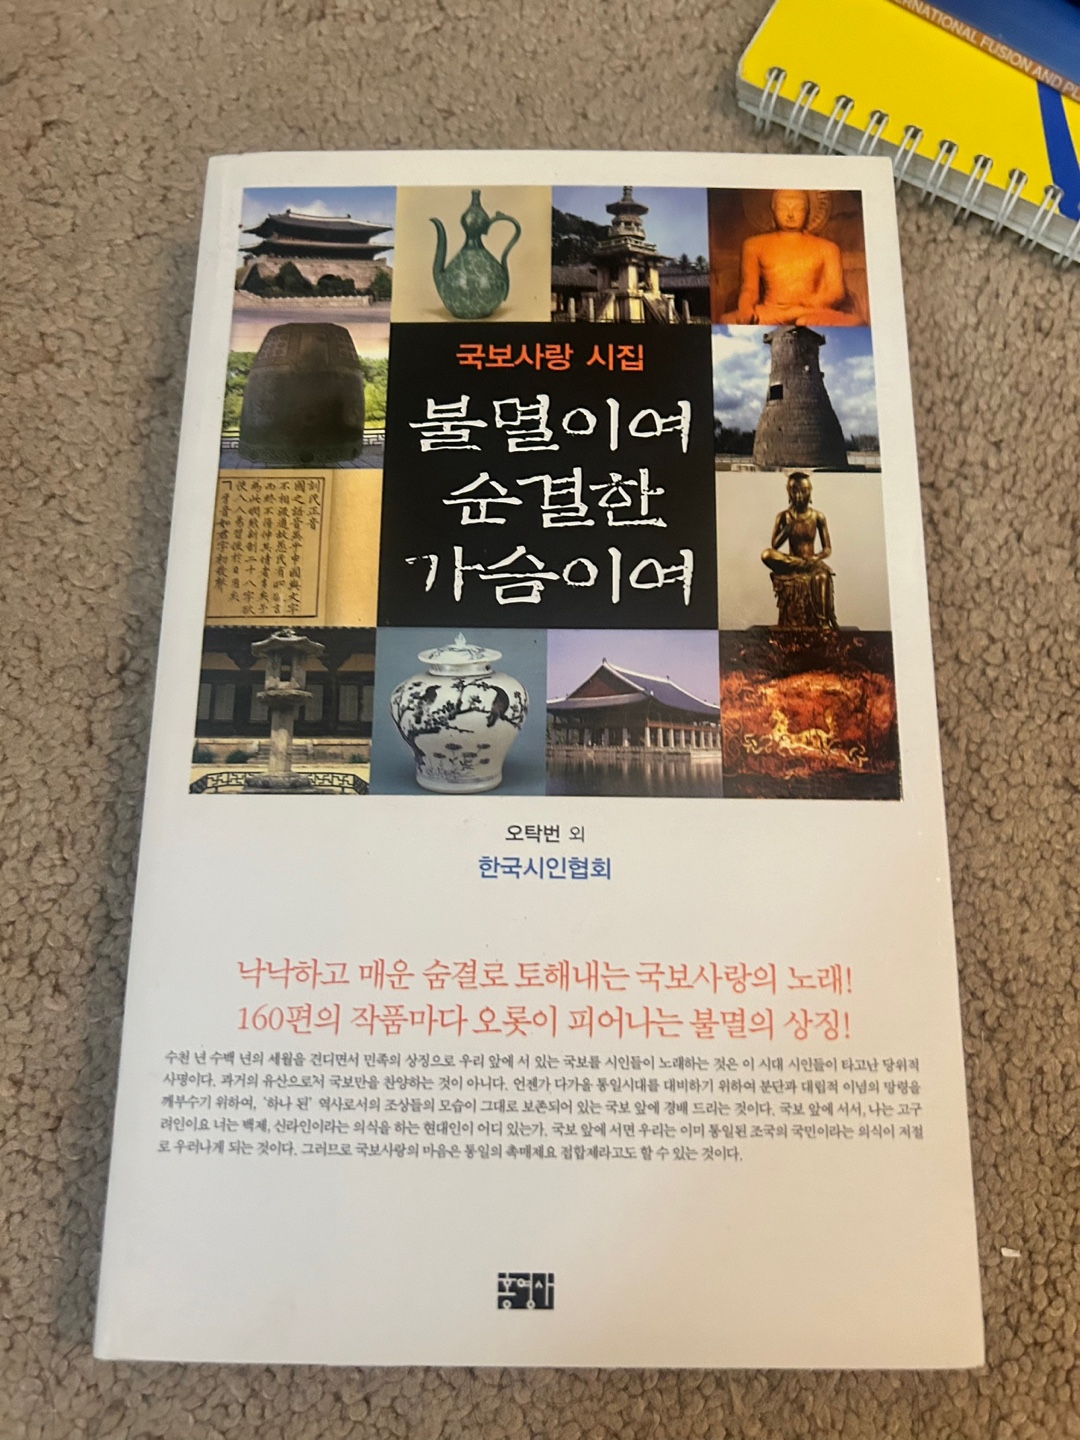 ERNATIONAL FUSION AND PL
국보사랑 시집
불멸이여
순결한
가슴이여
오탁번 외
한국시인협회
낙낙하고 매운 숨결로 토해내는 국보사랑의 노래!
160편의 작품마다 오롯이 피어나는 불멸의 상징!
수천 년 수백 년의 세월을 견디면서 민족의 상징으로 우리 앞에 서 있는 국보를 시인들이 노래하는 것은 이 시대 시인들이 타고난 당위적
사명이다. 과거의 유산으로서 국보만을 찬양하는 것이 아니다. 언젠가 다가올 통일시대를 대비하기 위하여 분단과 대립적 이념의 망령을
깨부수기 위하여, '하나 된' 역사로서의 조상들의 모습이 그대로 보존되어 있는 국보 앞에 경배 드리는 것이다. 국보 앞에 서서, 나는 고구
려인이요 너는 백제, 신라인이라는 의식을 하는 현대인이 어디 있는가. 국보 앞에 서면 우리는 이미 통일된 조국의 국민이라는 의식이 저절
로 우러나게 되는 것이다. 그러므로 국보사랑의 마음은 통일의 촉매제요 접합제라고도 할 수 있는 것이다.
홍영사